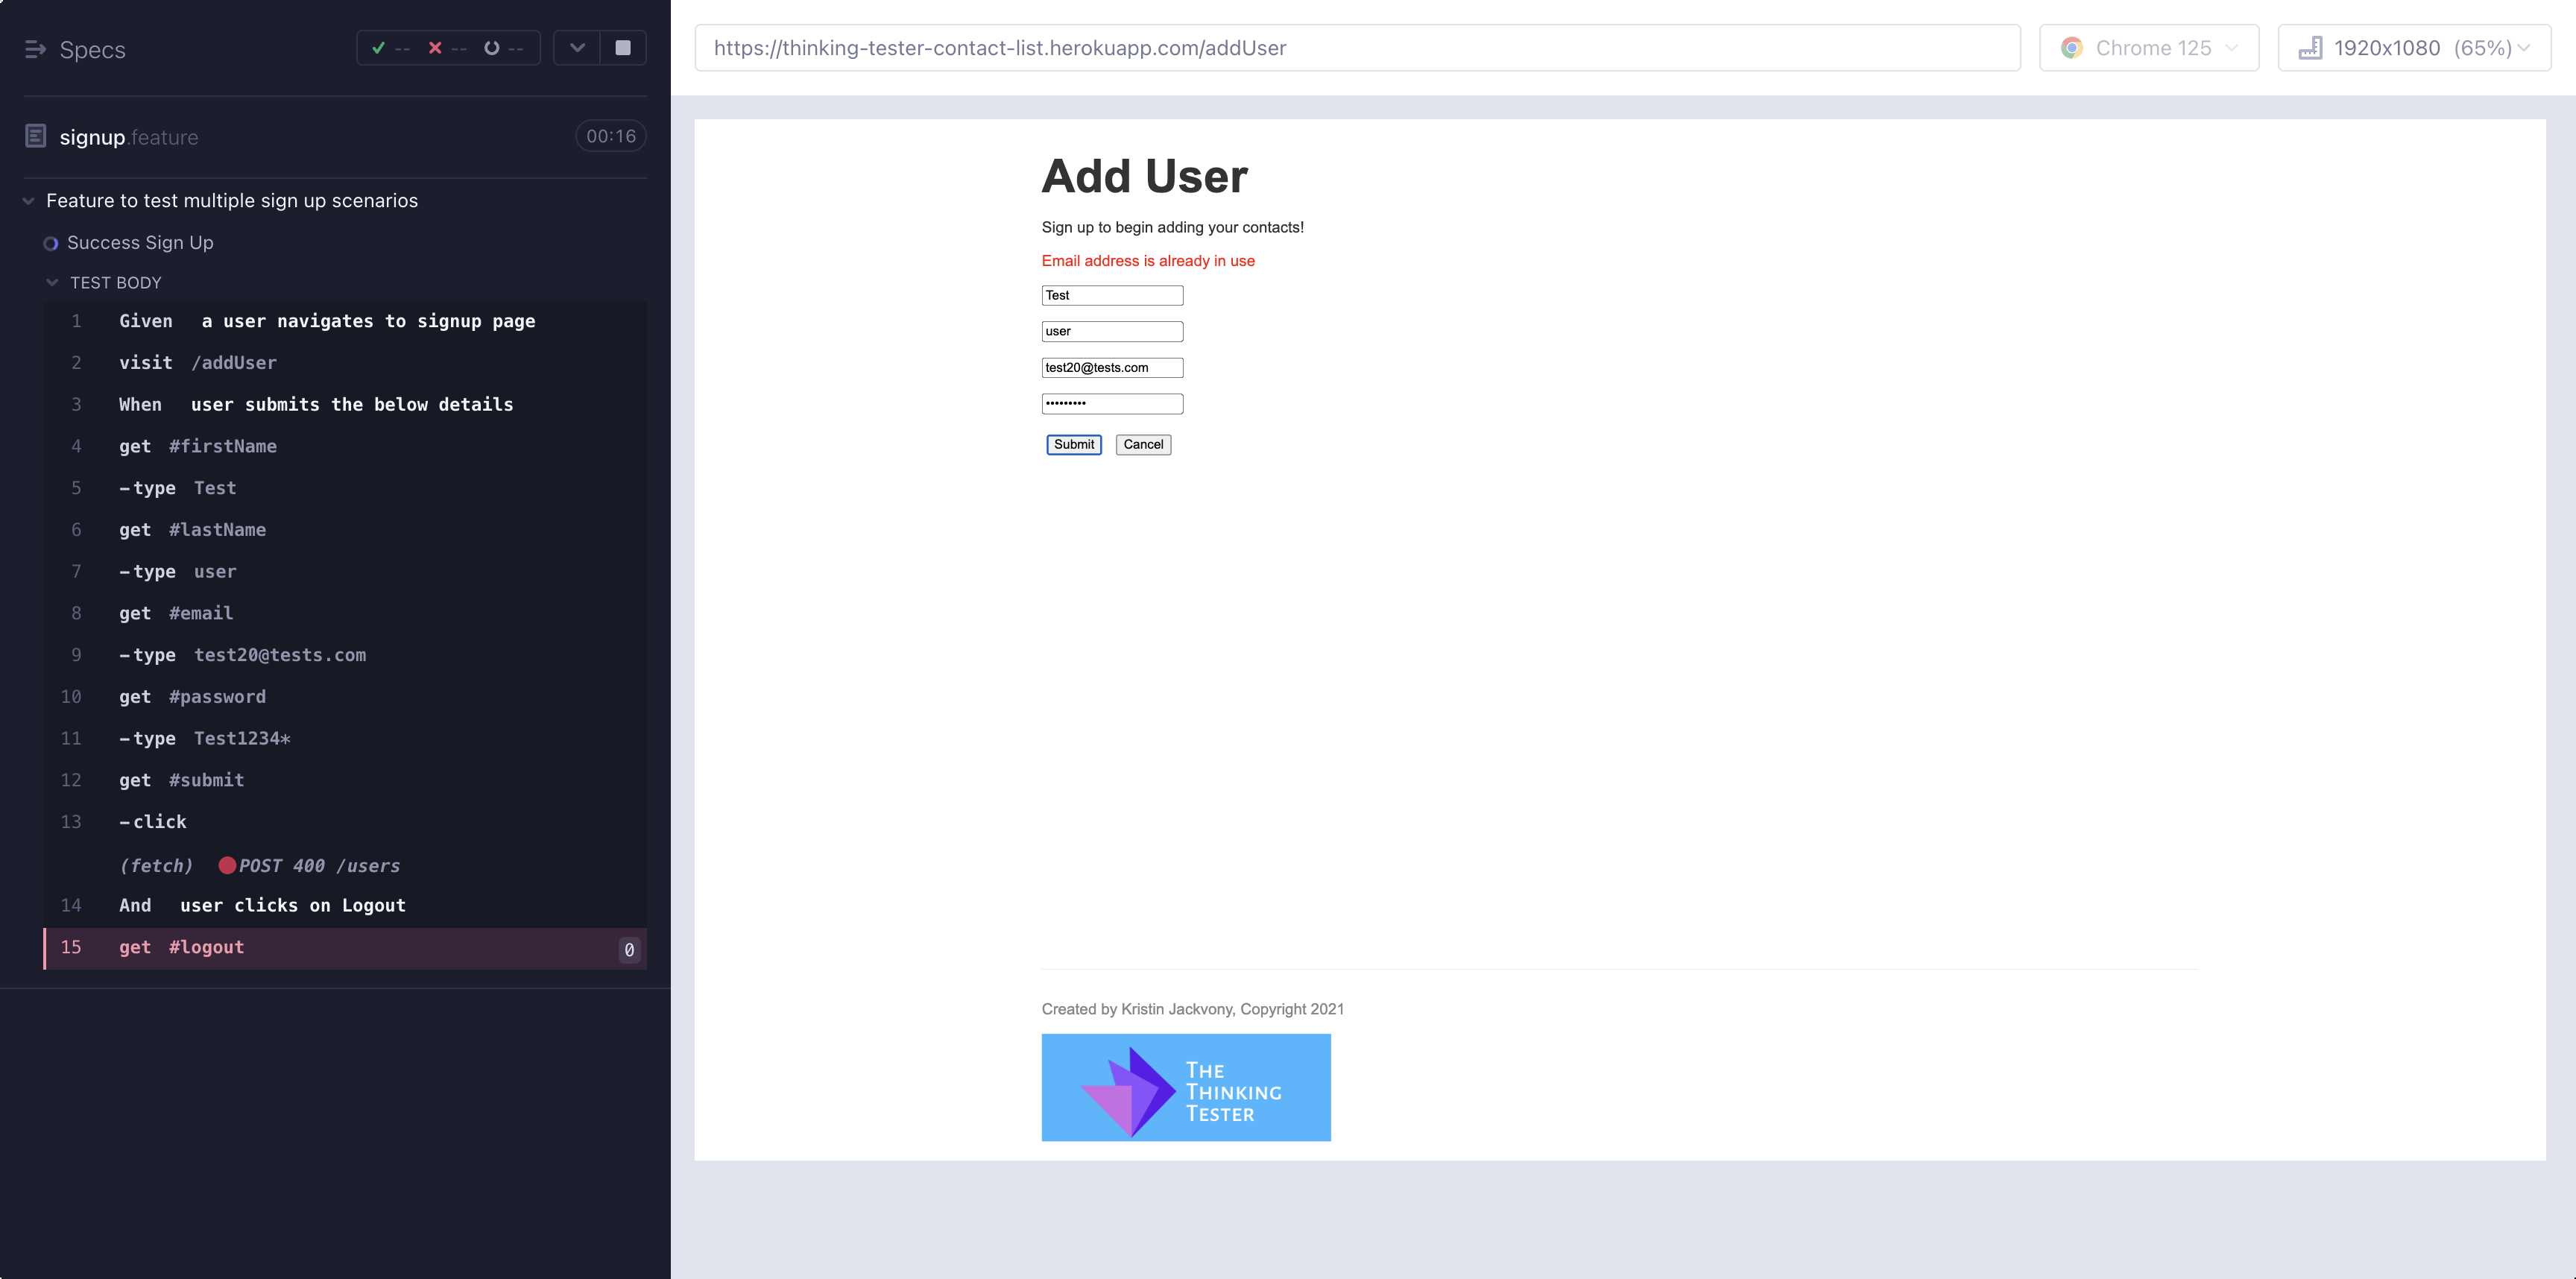 Specs
-- -- --
signup.feature
00:16
Feature to test multiple sign up scenarios
Success Sign Up
TEST BODY
1 Given a user navigates to signup page
2 visit /addUser
3 When user submits the below details
4 get #firstName
5 -type Test
6 get #lastName
7 -type user
8 get #email
9 -type test20@tests.com
10 get #password
11 -type Test1234*
12 get #submit
13 -click
(fetch) POST 400 /users
14 And user clicks on Logout
15 get #logout 0
https://thinking-tester-contact-list.herokuapp.com/addUser
Chrome 125
1920x1080 (65%)
Add User
Sign up to begin adding your contacts!
Email address is already in use
Test
user
test20@tests.com
•••••••••
Submit Cancel
Created by Kristin Jackvony, Copyright 2021
THE
THINKING
TESTER